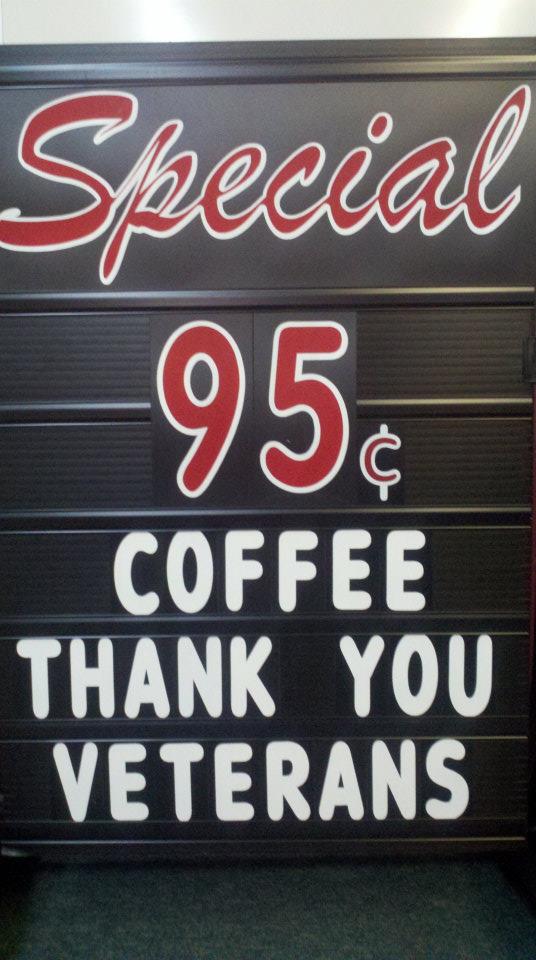 Special
95¢
COFFEE
THANK YOU
VETERANS